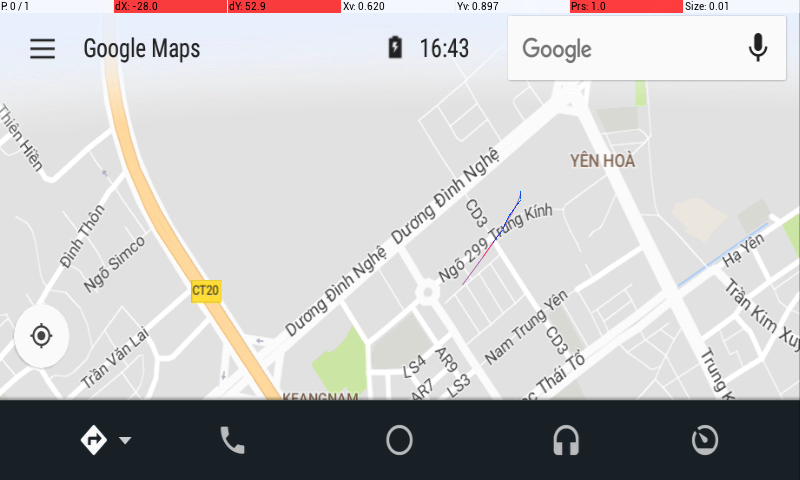 P: 0 / 1 dX: -28.0 dY: 52.9 Xv: 0.620 Yv: 0.897 Prs: 1.0 Size: 0.01
Google Maps 16:43 Google
Thiên Hiền
YÊN HOÀ
Dương Đình Nghệ
CD3
Ngõ 299 Trung Kính
Đình Thôn
Ngõ Simco
Dương Đình Nghệ
Hạ Yên
CT20
Nam Trung Yên
Trần Kim Xuy
Trần Văn Lai
CD3
LS4
AR9
AR7
LS3
c Thái Tổ
Trung K
KEANGNAM